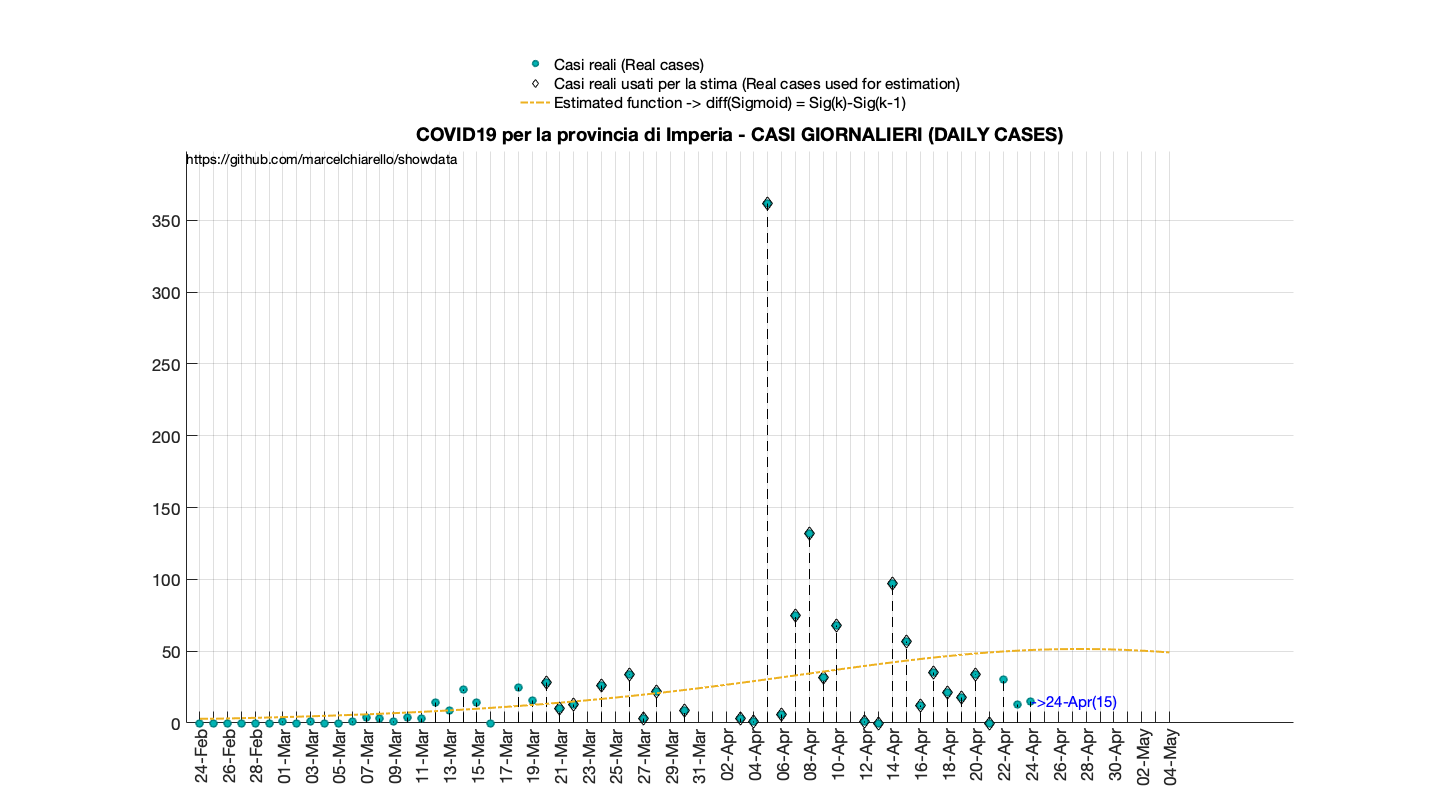 Casi reali (Real cases)
Casi reali usati per la stima (Real cases used for estimation)
Estimated function -> diff(Sigmoid) = Sig(k)-Sig(k-1)
COVID19 per la provincia di Imperia - CASI GIORNALIERI (DAILY CASES)
https://github.com/marcelchiarello/showdata
350
300
250
200
150
100
50
0
>24-Apr(15)
24-Feb
26-Feb
28-Feb
01-Mar
03-Mar
05-Mar
07-Mar
09-Mar
11-Mar
13-Mar
15-Mar
17-Mar
19-Mar
21-Mar
23-Mar
25-Mar
27-Mar
29-Mar
31-Mar
02-Apr
04-Apr
06-Apr
08-Apr
10-Apr
12-Apr
14-Apr
16-Apr
18-Apr
20-Apr
22-Apr
24-Apr
26-Apr
28-Apr
30-Apr
02-May
04-May